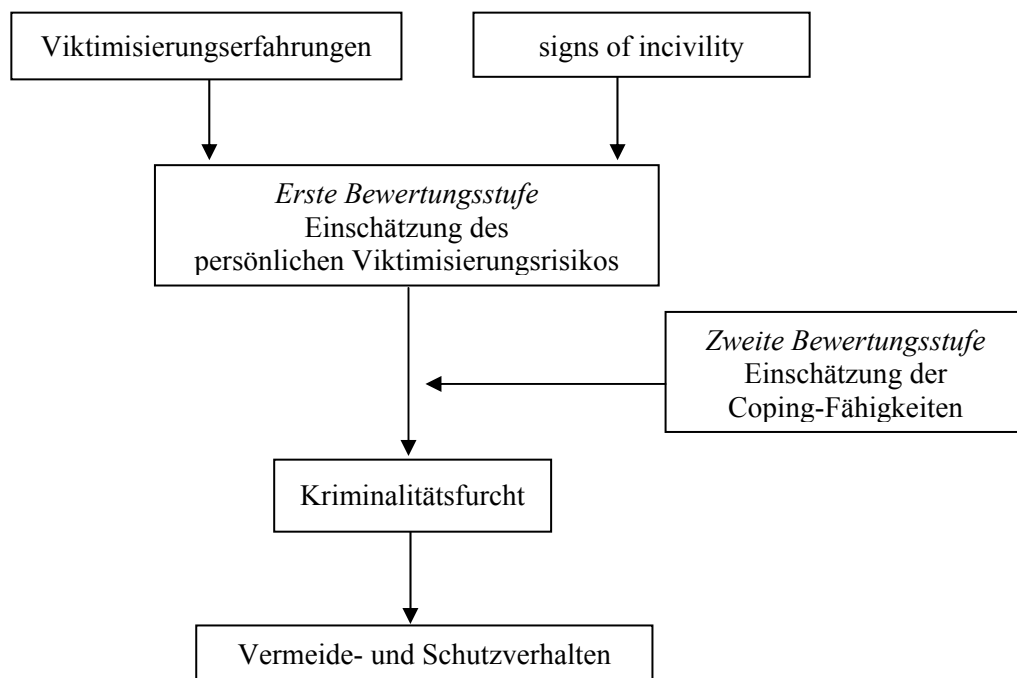 Viktimisierungserfahrungen
signs of incivility
Erste Bewertungsstufe
Einschätzung des
persönlichen Viktimisierungsrisikos
Zweite Bewertungsstufe
Einschätzung der
Coping-Fähigkeiten
Kriminalitätsfurcht
Vermeide- und Schutzverhalten